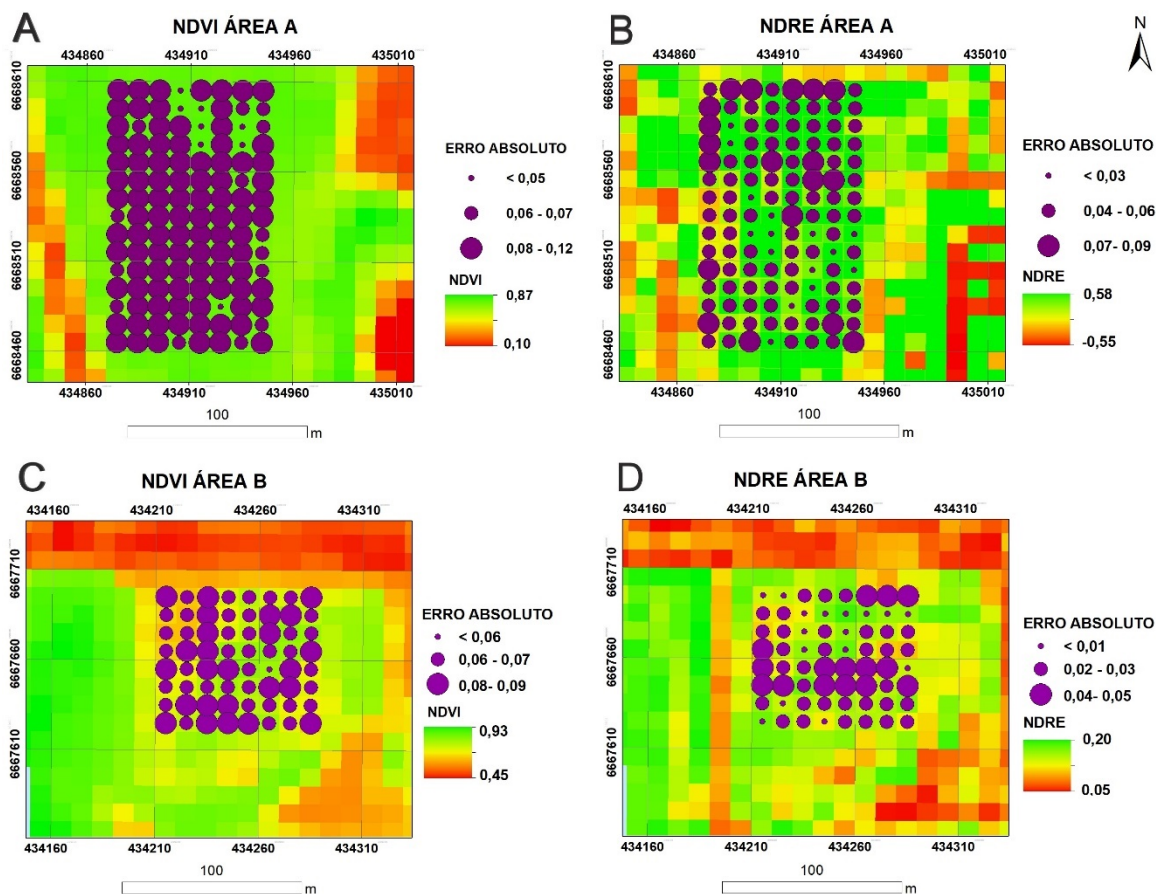 A
NDVI ÁREA A
434860 434910 434960 435010
6668610
6668560
6668510
6668460
434860 434910 434960 435010
100
m
ERRO ABSOLUTO
< 0,05
0,06 - 0,07
0,08 - 0,12
NDVI
0,87
0,10
B
NDRE ÁREA A
434860 434910 434960 435010
6668610
6668560
6668510
6668460
434860 434910 434960 435010
100
m
N
ERRO ABSOLUTO
< 0,03
0,04 - 0,06
0,07- 0,09
NDRE
0,58
-0,55
C
NDVI ÁREA B
434160 434210 434260 434310
6667710
6667660
6667610
434160 434210 434260 434310
100
m
ERRO ABSOLUTO
< 0,06
0,06 - 0,07
0,08- 0,09
NDVI
0,93
0,45
D
NDRE ÁREA B
434160 434210 434260 434310
6667710
6667660
6667610
434160 434210 434260 434310
100
m
ERRO ABSOLUTO
< 0,01
0,02 - 0,03
0,04- 0,05
NDRE
0,20
0.05